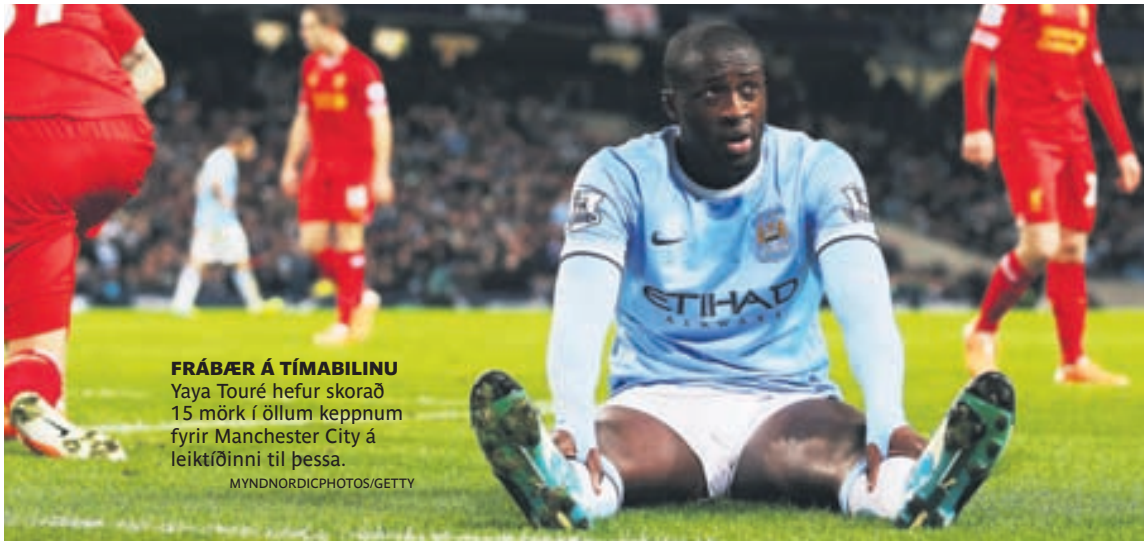 FRÁBÆR Á TÍMABILINU
Yaya Touré hefur skorað
15 mörk í öllum keppnum
fyrir Manchester City á
leiktíðinni til þessa.
MYNDNORDICPHOTOS/GETTY
ETIHAD
AIRWAYS